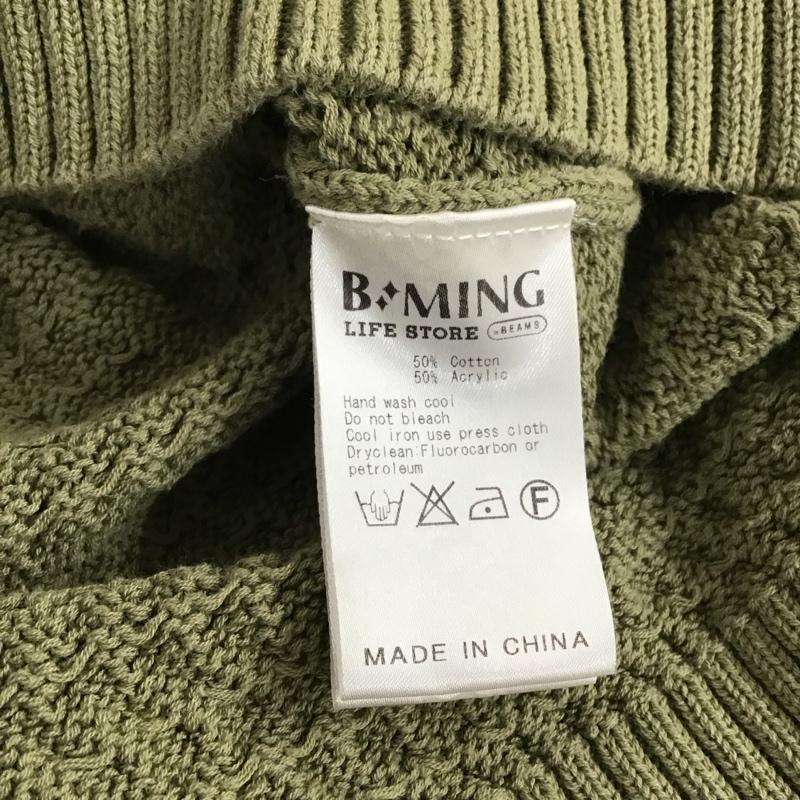 B MING
LIFE STORE by BEAMS
50% Cotton
50% Acrylic
Hand wash cool
Do not bleach
Cool iron use press cloth
Dryclean:Fluorocarbon or
petroleum
F
MADE IN CHINA